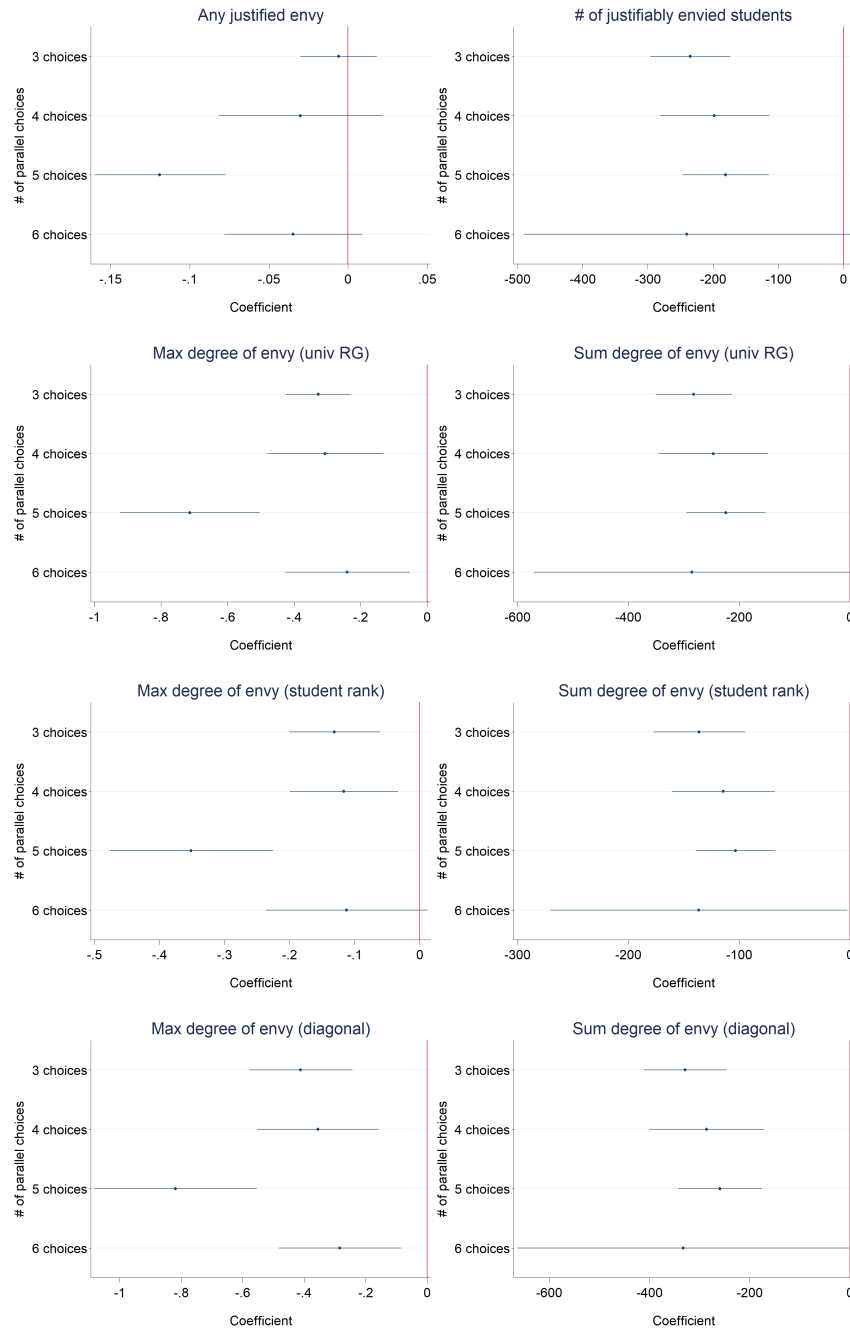 Any justified envy
# of parallel choices
3 choices
4 choices
5 choices
6 choices
-.15 -.1 -.05 0 .05
Coefficient
# of justifiably envied students
# of parallel choices
3 choices
4 choices
5 choices
6 choices
-500 -400 -300 -200 -100 0
Coefficient
Max degree of envy (univ RG)
# of parallel choices
3 choices
4 choices
5 choices
6 choices
-1 -.8 -.6 -.4 -.2 0
Coefficient
Sum degree of envy (univ RG)
# of parallel choices
3 choices
4 choices
5 choices
6 choices
-600 -400 -200 0
Coefficient
Max degree of envy (student rank)
# of parallel choices
3 choices
4 choices
5 choices
6 choices
-.5 -.4 -.3 -.2 -.1 0
Coefficient
Sum degree of envy (student rank)
# of parallel choices
3 choices
4 choices
5 choices
6 choices
-300 -200 -100 0
Coefficient
Max degree of envy (diagonal)
# of parallel choices
3 choices
4 choices
5 choices
6 choices
-1 -.8 -.6 -.4 -.2 0
Coefficient
Sum degree of envy (diagonal)
# of parallel choices
3 choices
4 choices
5 choices
6 choices
-600 -400 -200 0
Coefficient